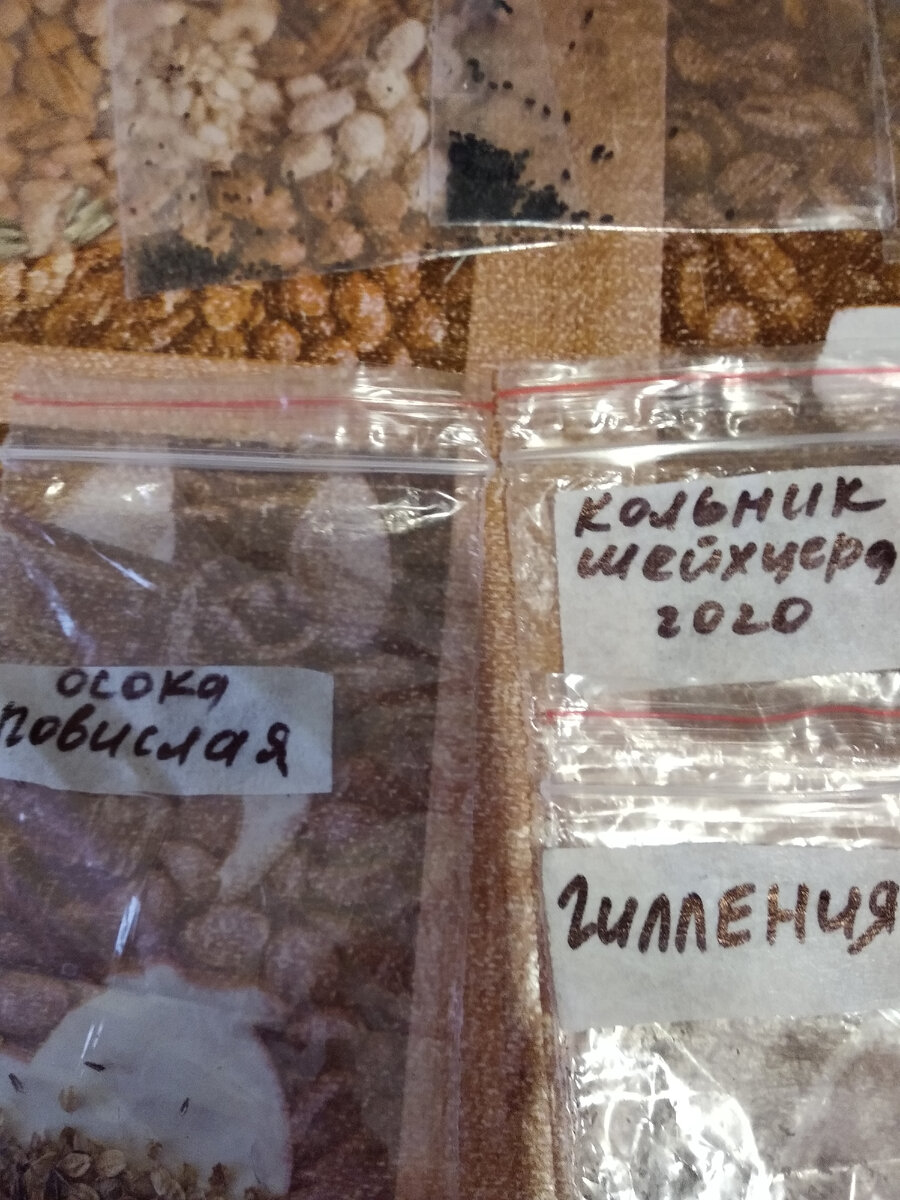 кольник
шейхцера
2020
осока
повислая
гиллЕНИЯ